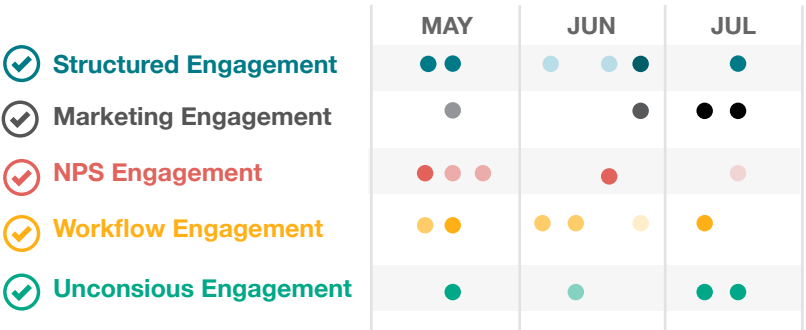 MAY JUN JUL
Structured Engagement
Marketing Engagement
NPS Engagement
Workflow Engagement
Unconsious Engagement